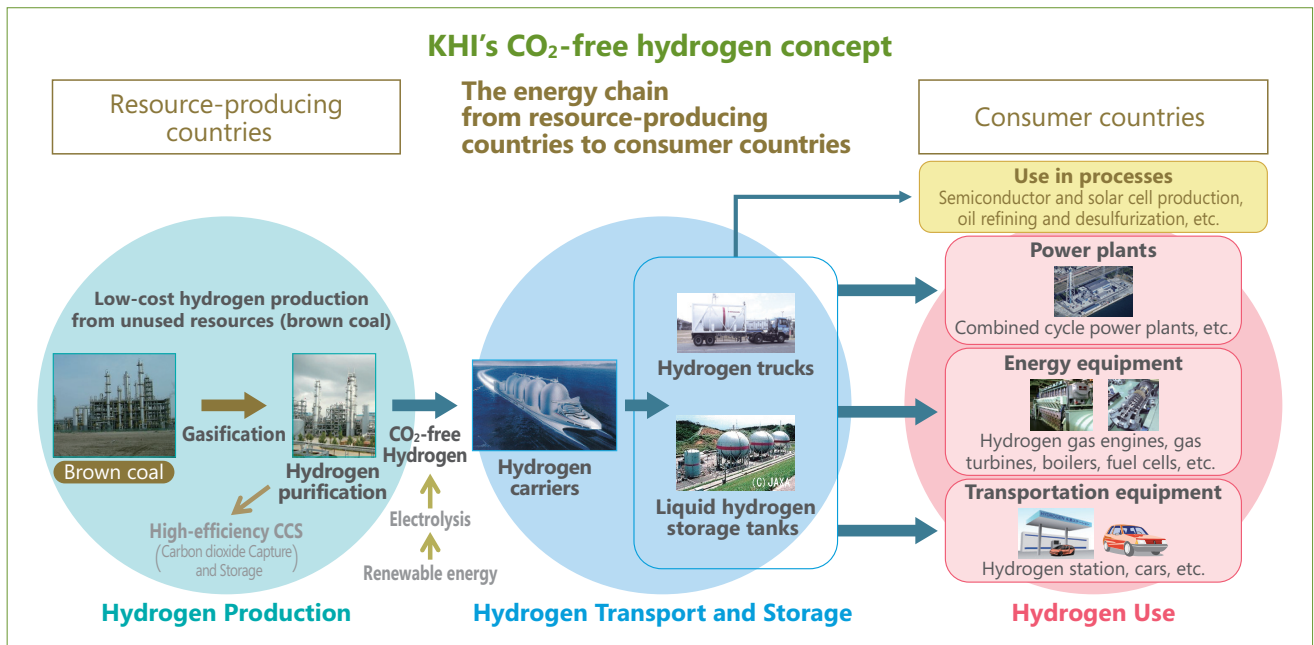 KHI's CO₂-free hydrogen concept
Resource-producing
countries
The energy chain
from resource-producing
countries to consumer countries
Consumer countries
Use in processes
Semiconductor and solar cell production,
oil refining and desulfurization, etc.
Low-cost hydrogen production
from unused resources (brown coal)
Brown coal
Gasification
Hydrogen
purification
High-efficiency CCS
(Carbon dioxide Capture
and Storage)
CO₂-free
Hydrogen
Electrolysis
Renewable energy
Hydrogen Production
Hydrogen
carriers
Hydrogen trucks
(C) JAXA
Liquid hydrogen
storage tanks
Hydrogen Transport and Storage
Power plants
Combined cycle power plants, etc.
Energy equipment
Hydrogen gas engines, gas
turbines, boilers, fuel cells, etc.
Transportation equipment
Hydrogen station, cars, etc.
Hydrogen Use